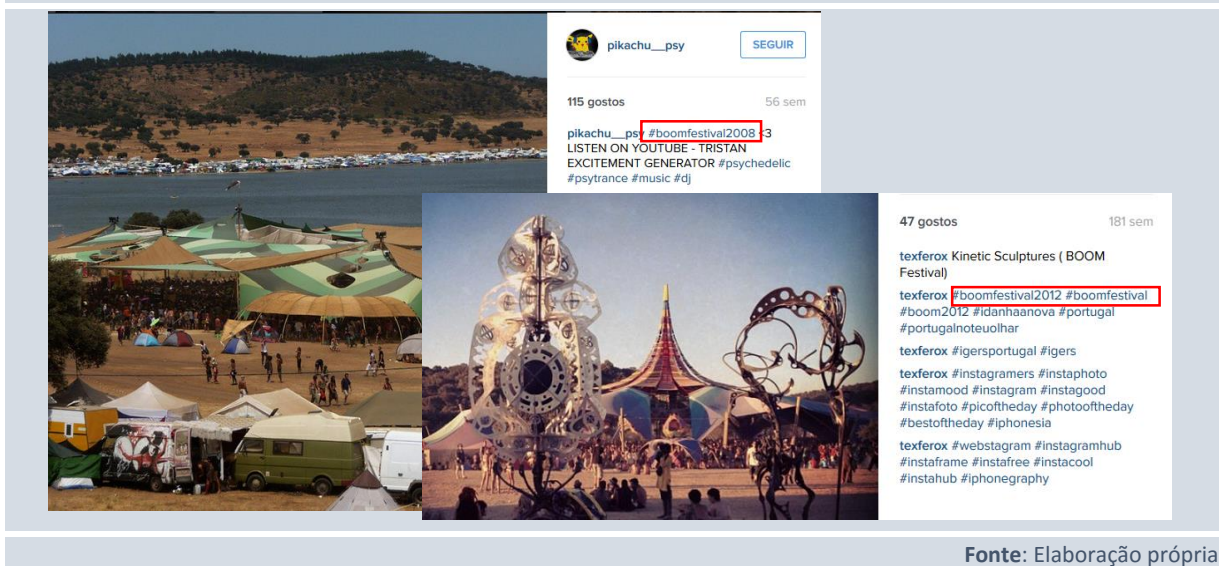 pikachu__psy
SEGUIR
115 gostos
56 sem
pikachu__psy #boomfestival2008 <3
LISTEN ON YOUTUBE - TRISTAN
EXCITEMENT GENERATOR #psychedelic
#psytrance #music #dj
47 gostos
181 sem
texferox Kinetic Sculptures ( BOOM
Festival)
texferox #boomfestival2012 #boomfestival
#boom2012 #idanhaanova #portugal
#portugalnoteuolhar
texferox #igersportugal #igers
texferox #instagramers #instaphoto
#instamood #instagram #instagood
#instafoto #picoftheday #photooftheday
#bestoftheday #iphonesia
texferox #webstagram #instagramhub
#instaframe #instafree #instacool
#instahub #iphonegraphy
Fonte: Elaboração própria